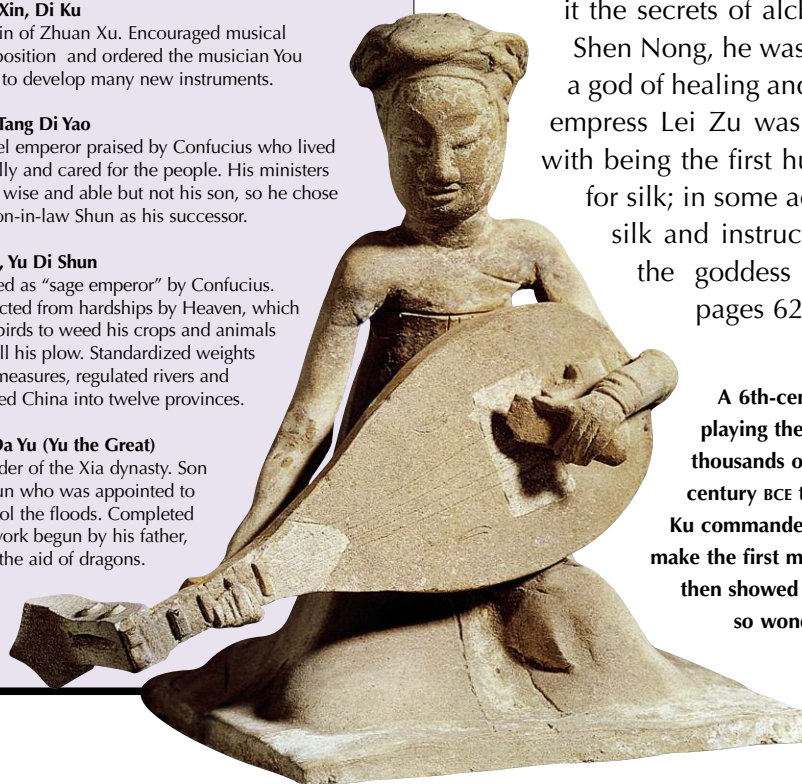 Xin, Di Ku
in of Zhuan Xu. Encouraged musical
position and ordered the musician You
to develop many new instruments.
Tang Di Yao
el emperor praised by Confucius who lived
lly and cared for the people. His ministers
wise and able but not his son, so he chose
on-in-law Shun as his successor.
, Yu Di Shun
ed as “sage emperor” by Confucius.
cted from hardships by Heaven, which
birds to weed his crops and animals
ll his plow. Standardized weights
measures, regulated rivers and
ed China into twelve provinces.
Da Yu (Yu the Great)
der of the Xia dynasty. Son
un who was appointed to
ol the floods. Completed
work begun by his father,
the aid of dragons.
it the secrets of alch
Shen Nong, he was
a god of healing and
empress Lei Zu was
with being the first hu
for silk; in some ac
silk and instruc
the goddess
pages 62
A 6th-cen
playing the
thousands o
century BCE t
Ku commande
make the first m
then showed
so won